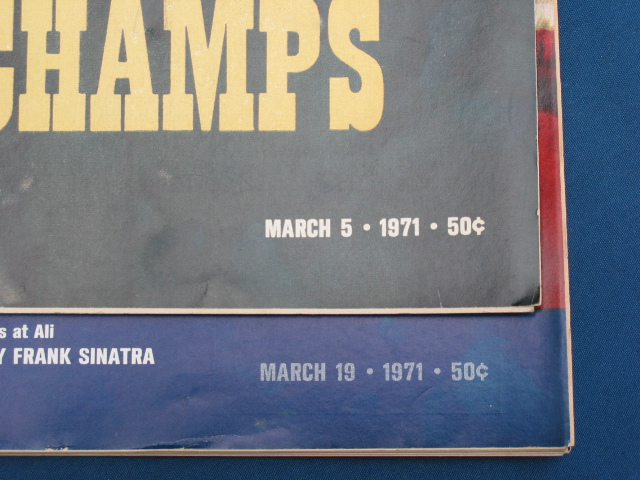 CHAMPS
MARCH 5 • 1971 • 50¢
s at Ali
Y FRANK SINATRA
MARCH 19 • 1971 • 50¢